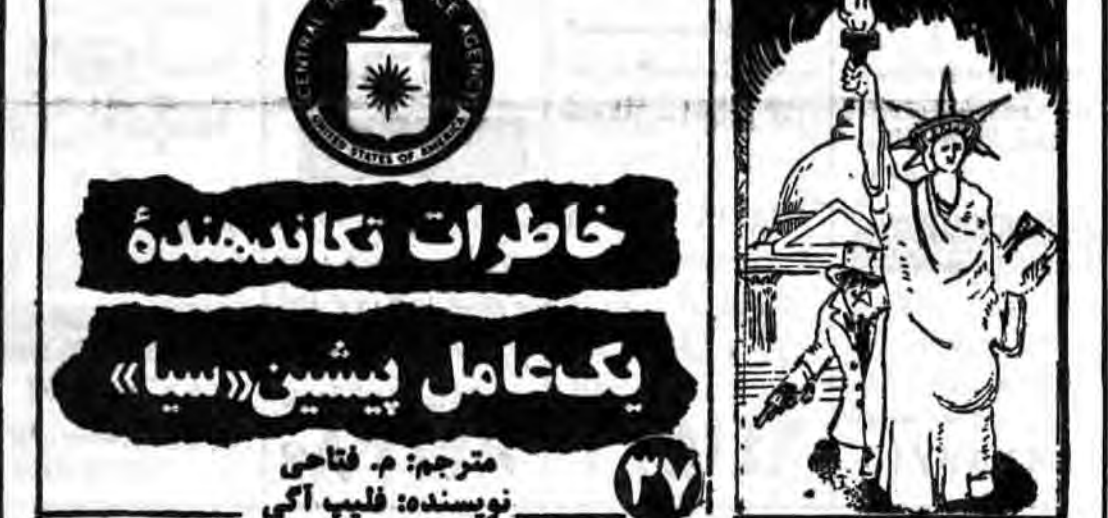 CENTRAL INTELLIGENCE AGENCY
UNITED STATES OF AMERICA
خاطرات تکاندهندهٔ
یک‌عامل پیشین«سیا»
مترجم: م. فتاحی
نویسنده: فلیپ آگی
۳۷